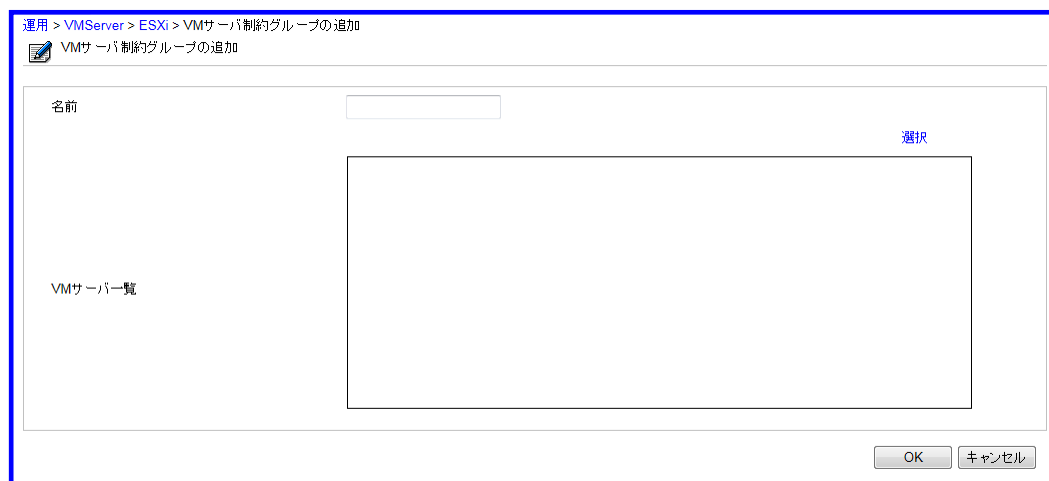 運用 > VMServer > ESXi > VMサーバ制約グループの追加
VMサーバ制約グループの追加
名前
選択
VMサーバ一覧
OK キャンセル